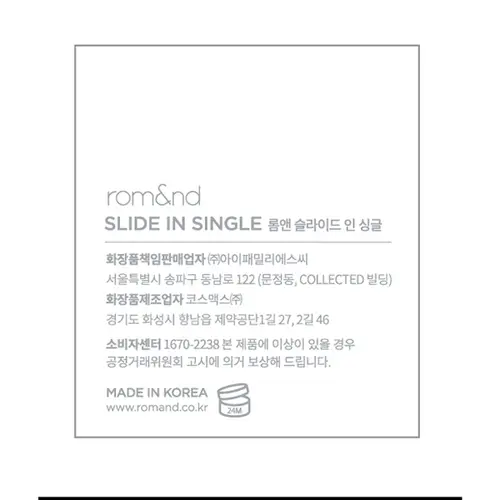 rom&nd
SLIDE IN SINGLE 롬앤 슬라이드 인 싱글
화장품책임판매업자 ㈜아이패밀리에스씨
서울특별시 송파구 동남로 122 (문정동, COLLECTED 빌딩)
화장품제조업자 코스맥스㈜
경기도 화성시 향남읍 제약공단1길 27, 2길 46
소비자센터 1670-2238 본 제품에 이상이 있을 경우
공정거래위원회 고시에 의거 보상해 드립니다.
MADE IN KOREA
www.romand.co.kr
24M